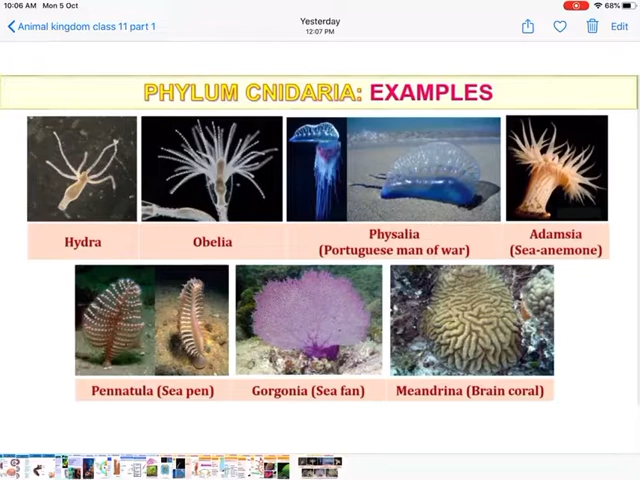 10:06 AM Mon 5 Oct
68%
Animal kingdom class 11 part 1
Yesterday
12:07 PM
Edit
PHYLUM CNIDARIA: EXAMPLES
Hydra
Obelia
Physalia
(Portuguese man of war)
Adamsia
(Sea-anemone)
Pennatula (Sea pen)
Gorgonia (Sea fan)
Meandrina (Brain coral)